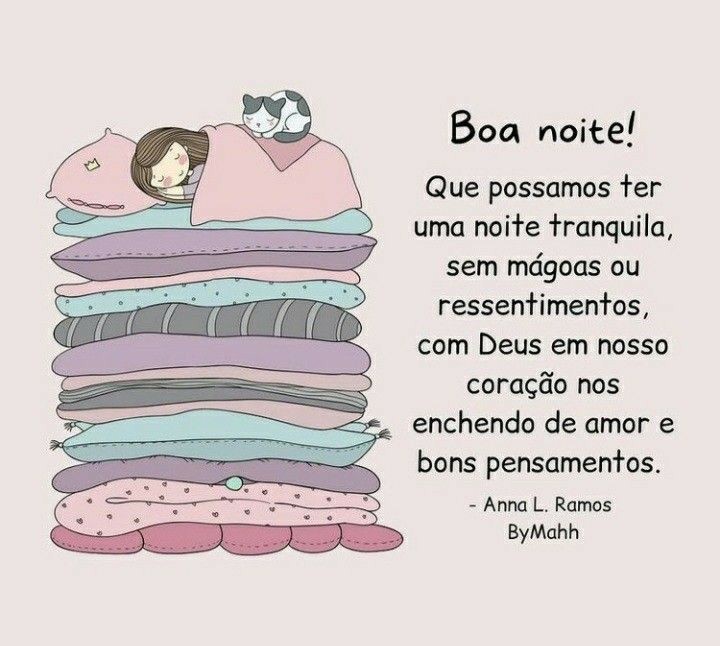 Boa noite!
Que possamos ter
uma noite tranquila,
sem mágoas ou
ressentimentos,
com Deus em nosso
coração nos
enchendo de amor e
bons pensamentos.
- Anna L. Ramos
ByMahh